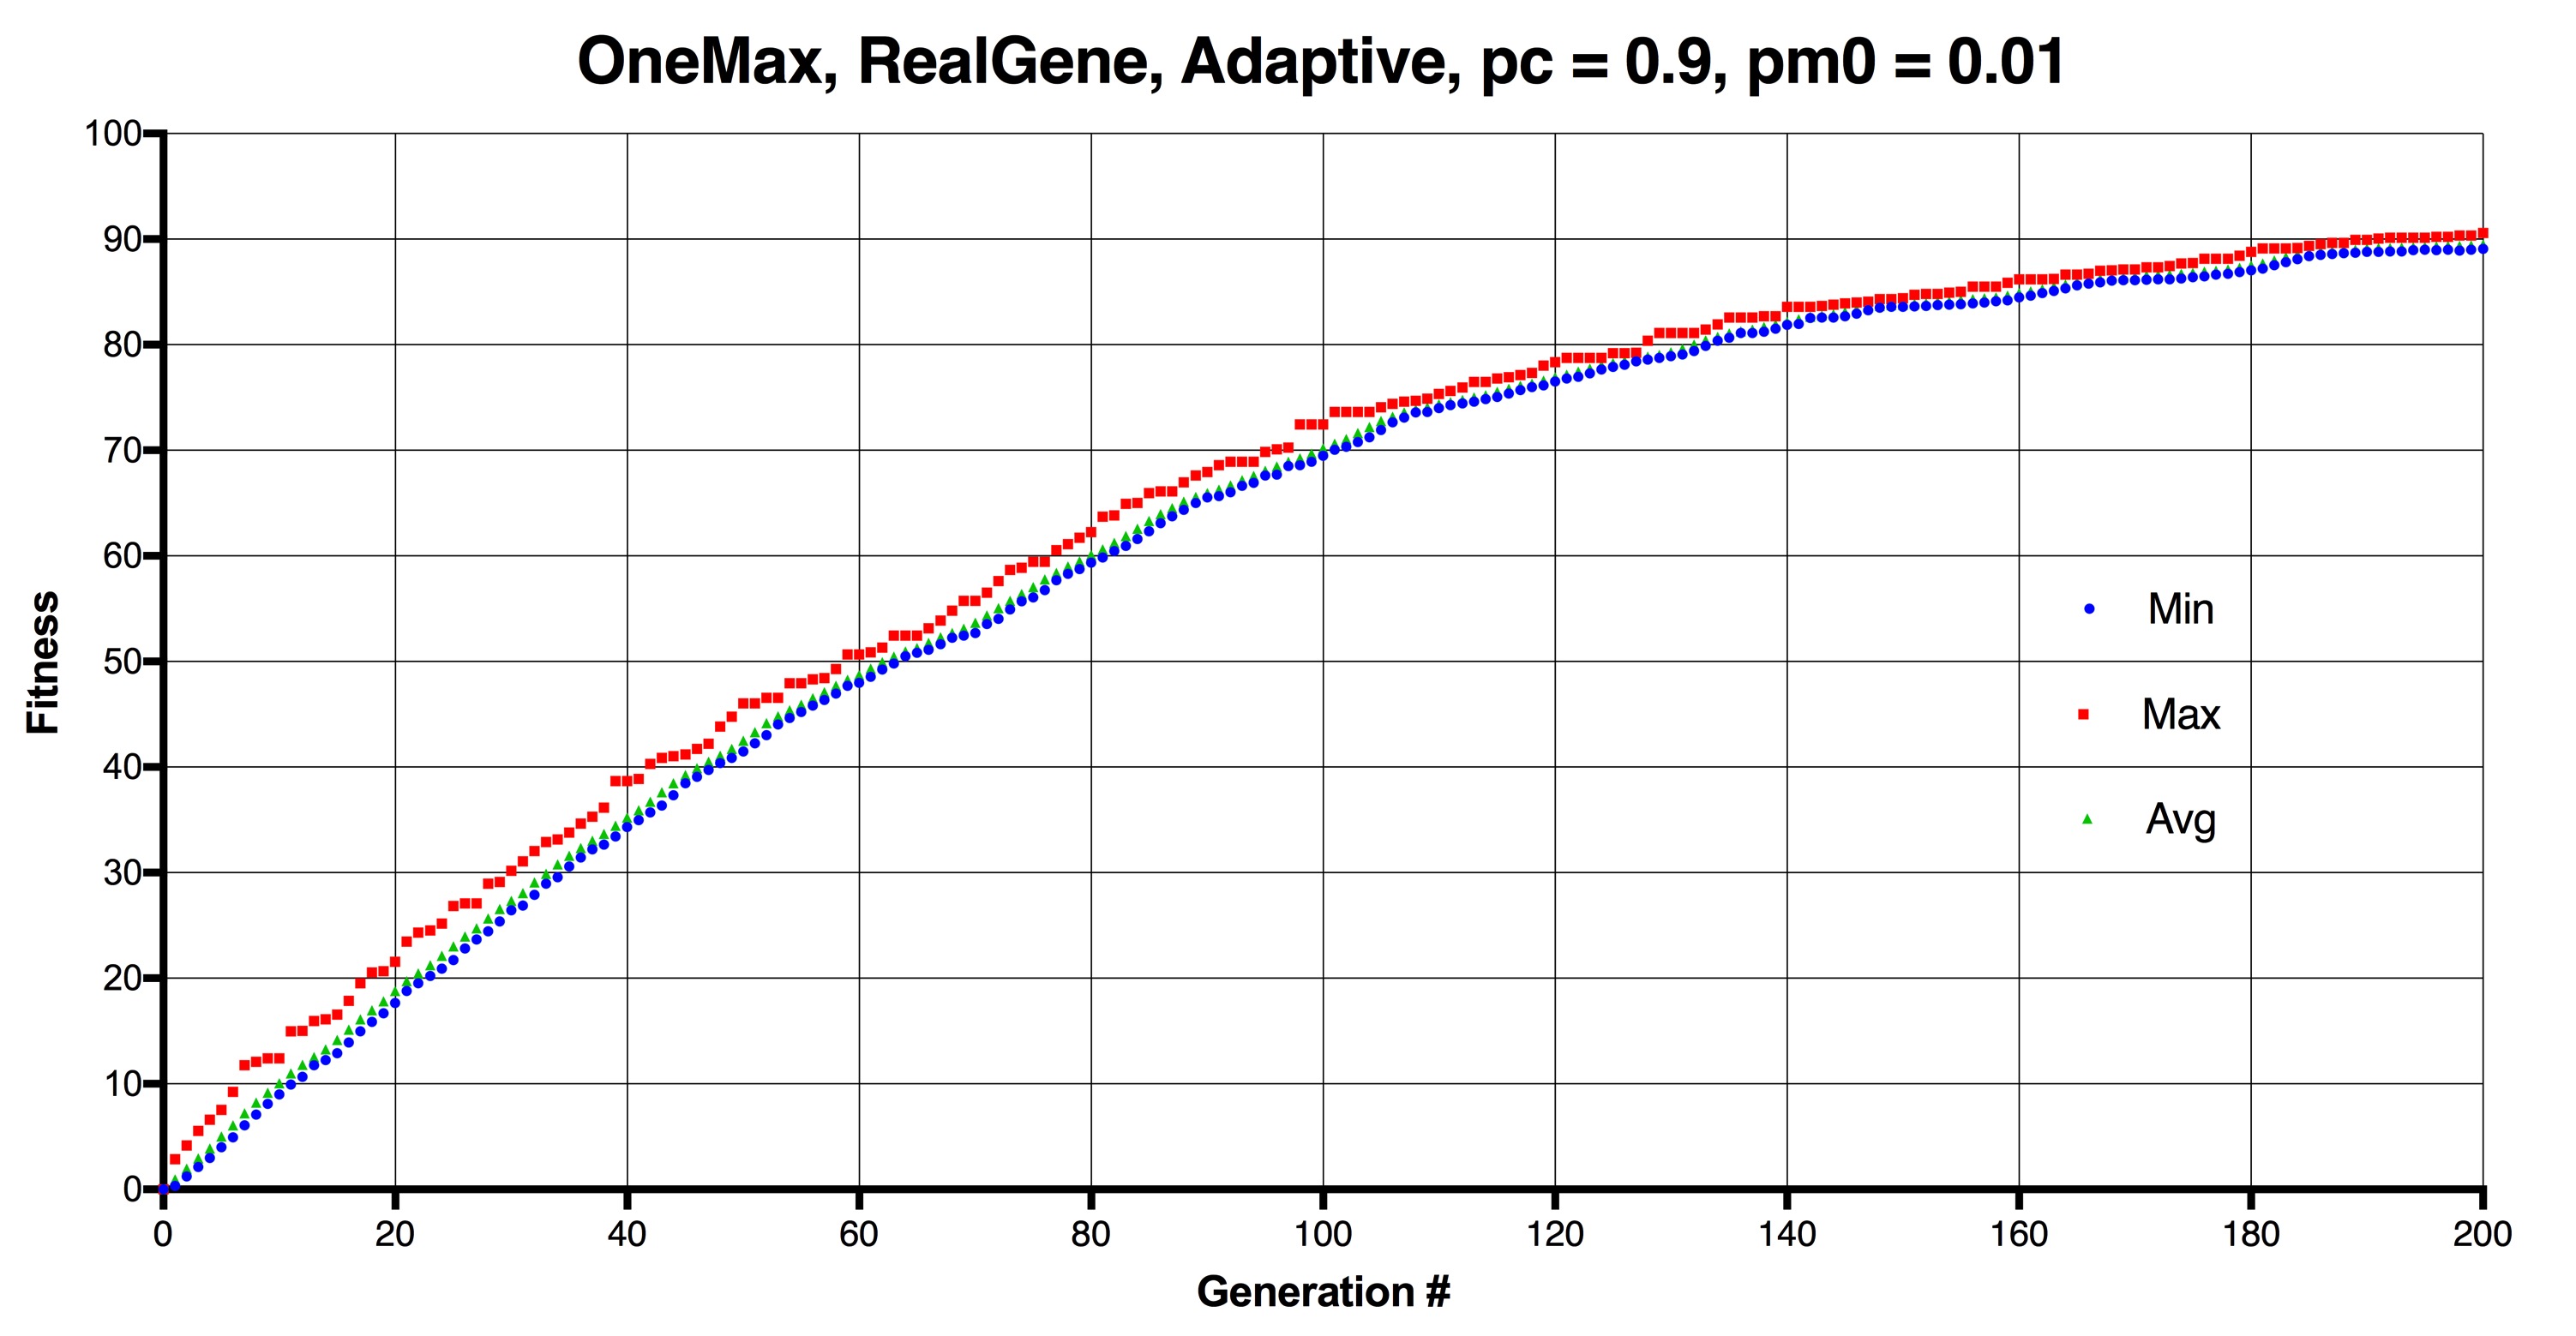 OneMax, RealGene, Adaptive, pc = 0.9, pm0 = 0.01
100
90
80
70
60
50
40
30
20
10
0
Fitness
Min
Max
Avg
0 20 40 60 80 100 120 140 160 180 200
Generation #